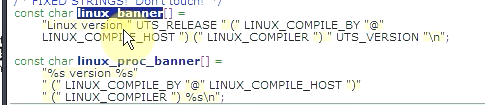 /* FIXED STRINGS! Don't touch! */
const char linux_banner[] =
"Linux version " UTS_RELEASE " (" LINUX_COMPILE_BY "@"
LINUX_COMPILE_HOST ") (" LINUX_COMPILER ") " UTS_VERSION "\n";
const char linux_proc_banner[] =
"%s version %s"
" (" LINUX_COMPILE_BY "@" LINUX_COMPILE_HOST ")"
" (" LINUX_COMPILER ") %s\n";